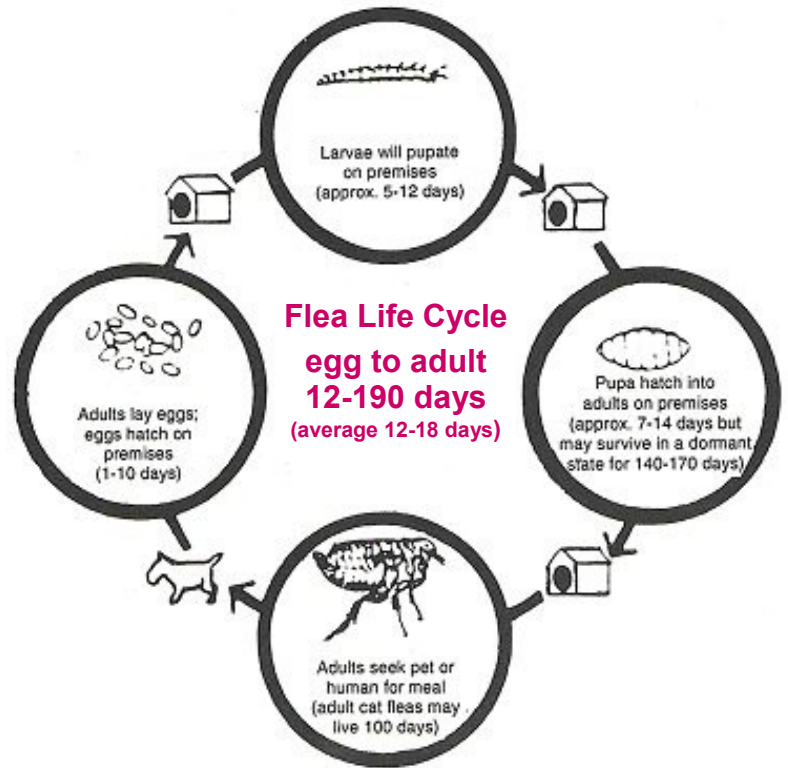 Larvae will pupate
on premises
(approx. 5-12 days)
Flea Life Cycle
egg to adult
12-190 days
(average 12-18 days)
Pupa hatch into
adults on premises
(approx. 7-14 days but
may survive in a dormant
state for 140-170 days)
Adults lay eggs;
eggs hatch on
premises
(1-10 days)
Adults seek pet or
human for meal
(adult cat fleas may
live 100 days)